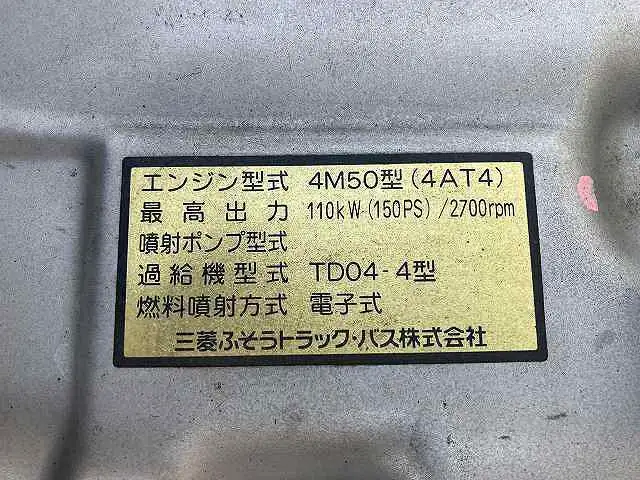 エンジン型式 4M50型(4AT4)
最高出力 110kW(150PS)/2700rpm
噴射ポンプ型式
過給機型式 TD04-4型
燃料噴射方式 電子式
三菱ふそうトラック・バス株式会社